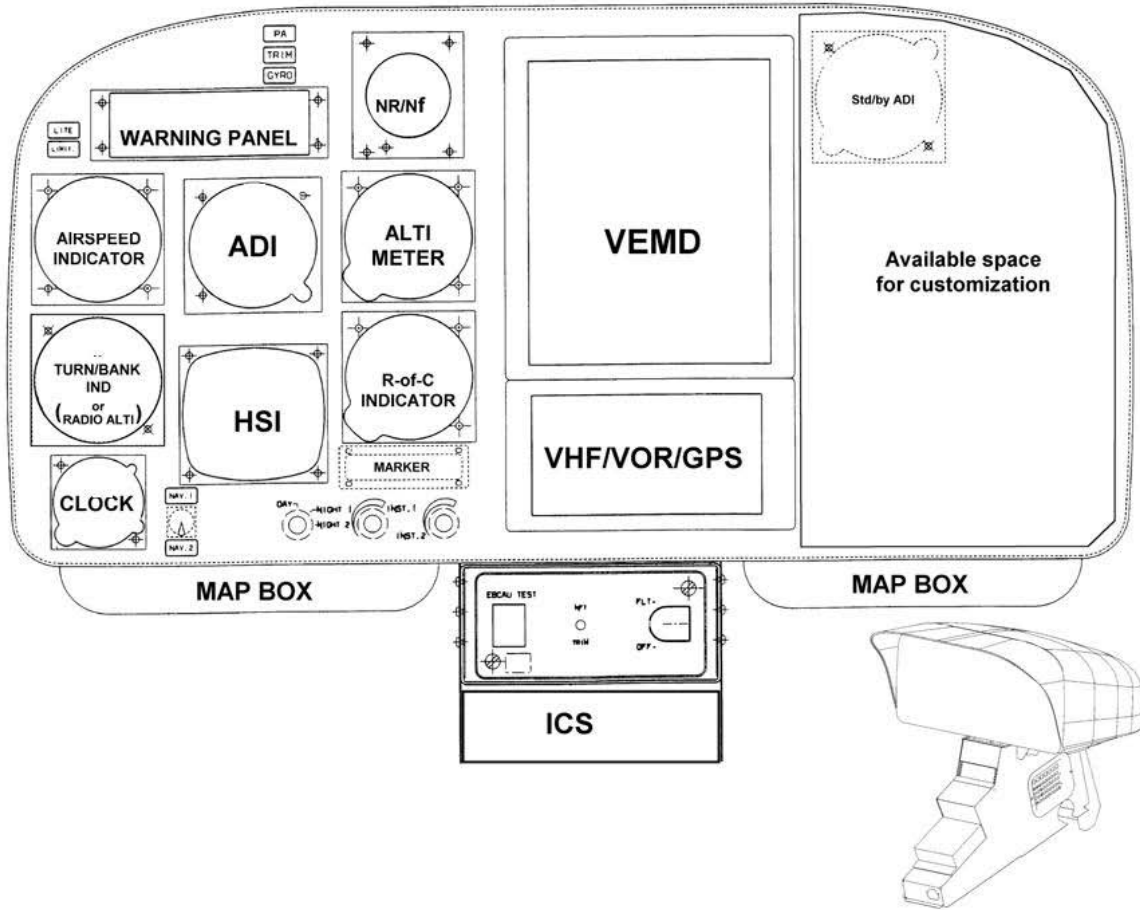 PA
TRIM
GYRO
NR/Nf
WARNING PANEL
LITE
LIMIT.
Std/by ADI
AIRSPEED
INDICATOR
ADI
ALTI
METER
VEMD
Available space
for customization
TURN/BANK
IND
or
(RADIO ALTI)
HSI
R-of-C
INDICATOR
VHF/VOR/GPS
MARKER
CLOCK
NAV.1
NAV.2
DAY
NIGHT 1
NIGHT 2
INST.1
INST.2
MAP BOX
MAP BOX
EBCAU TEST
TRIM
FLT
OFF
ICS